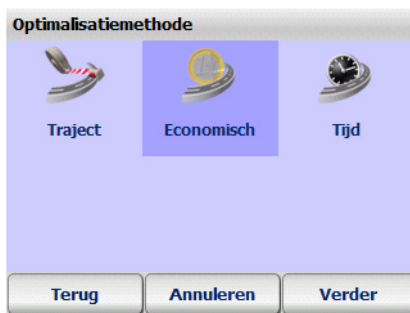 Optimalisatiemethode
Traject Economisch Tijd
Terug Annuleren Verder